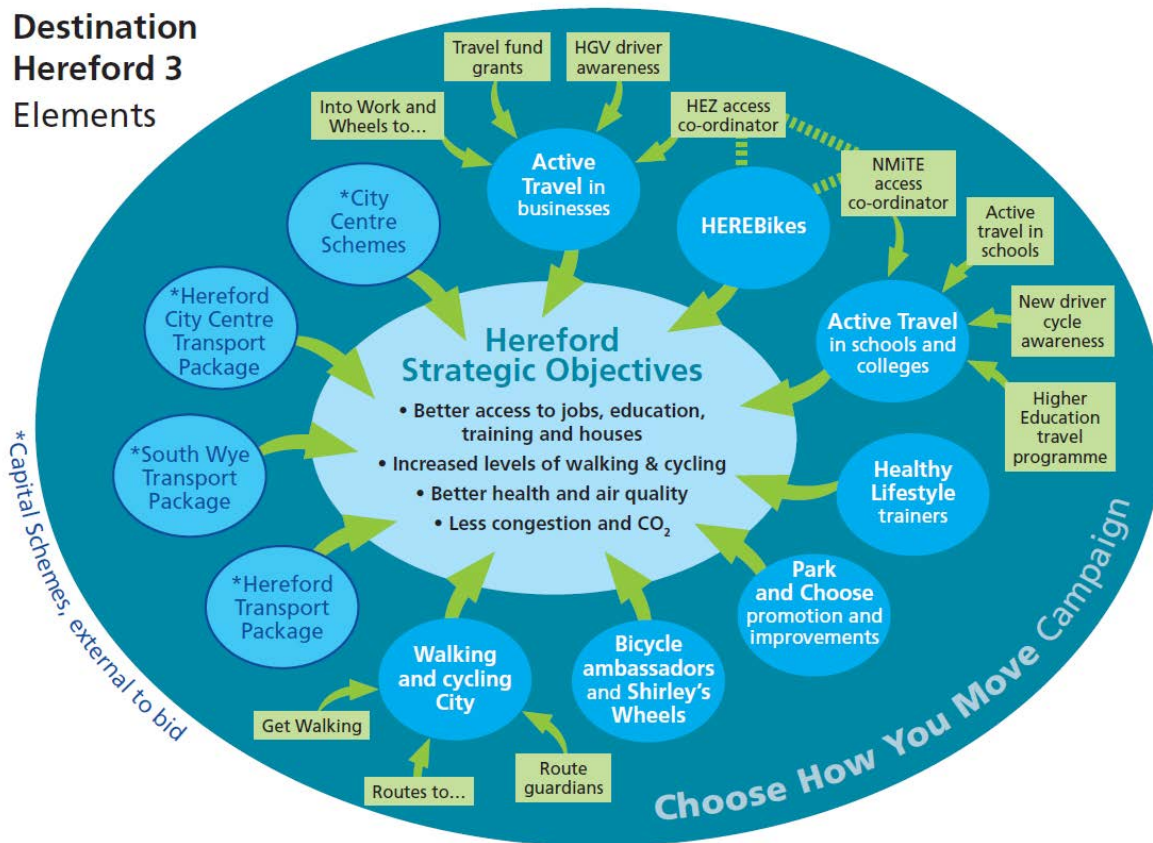 Destination
Hereford 3
Elements
Travel fund
grants
HGV driver
awareness
Into Work and
Wheels to…
HEZ access
co-ordinator
Active
Travel in
businesses
NMiTE
access
co-ordinator
*City
Centre
Schemes
HEREBikes
Active
travel in
schools
*Hereford
City Centre
Transport
Package
New driver
cycle
awareness
Active Travel
in schools and
colleges
Higher
Education
travel
programme
Hereford
Strategic Objectives
• Better access to jobs, education,
training and houses
• Increased levels of walking & cycling
• Better health and air quality
• Less congestion and CO₂
*South Wye
Transport
Package
Healthy
Lifestyle
trainers
*Hereford
Transport
Package
Park
and Choose
promotion and
improvements
Walking
and cycling
City
Bicycle
ambassadors
and Shirley's
Wheels
Get Walking
Routes to…
Route
guardians
*Capital Schemes, external to bid
Choose How You Move Campaign